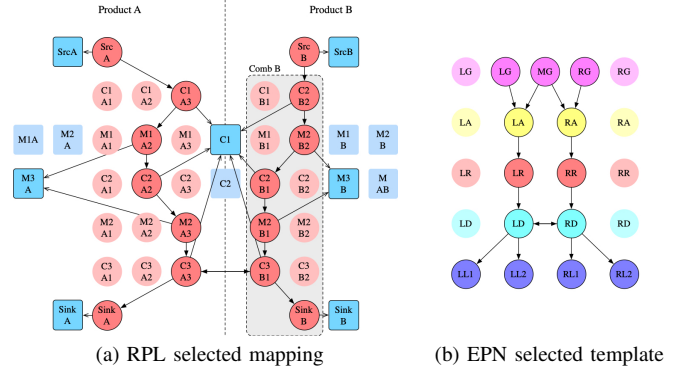 Product A Product B
SrcA Src A Src B SrcB
LG LG MG RG RG
Comb B
C1 A1 C1 A2 C1 A3 C1 B1 C2 B2
LA LA RA RA
M1A M2 A M1 A1 M1 A2 M1 A3 C1 M1 B1 M2 B2 M1 B M2 B
M3 A C2 A1 C2 A2 C2 A3 C2 C2 B1 C1 B2 M3 B M AB
LR LR RR RR
M2 A1 M2 A2 M2 A3 M2 B1 M2 B2
LD LD RD RD
C3 A1 C3 A2 C3 A3 C3 B1 C3 B2
LL1 LL2 RL1 RL2
Sink A Sink A Sink B Sink B
(a) RPL selected mapping (b) EPN selected template